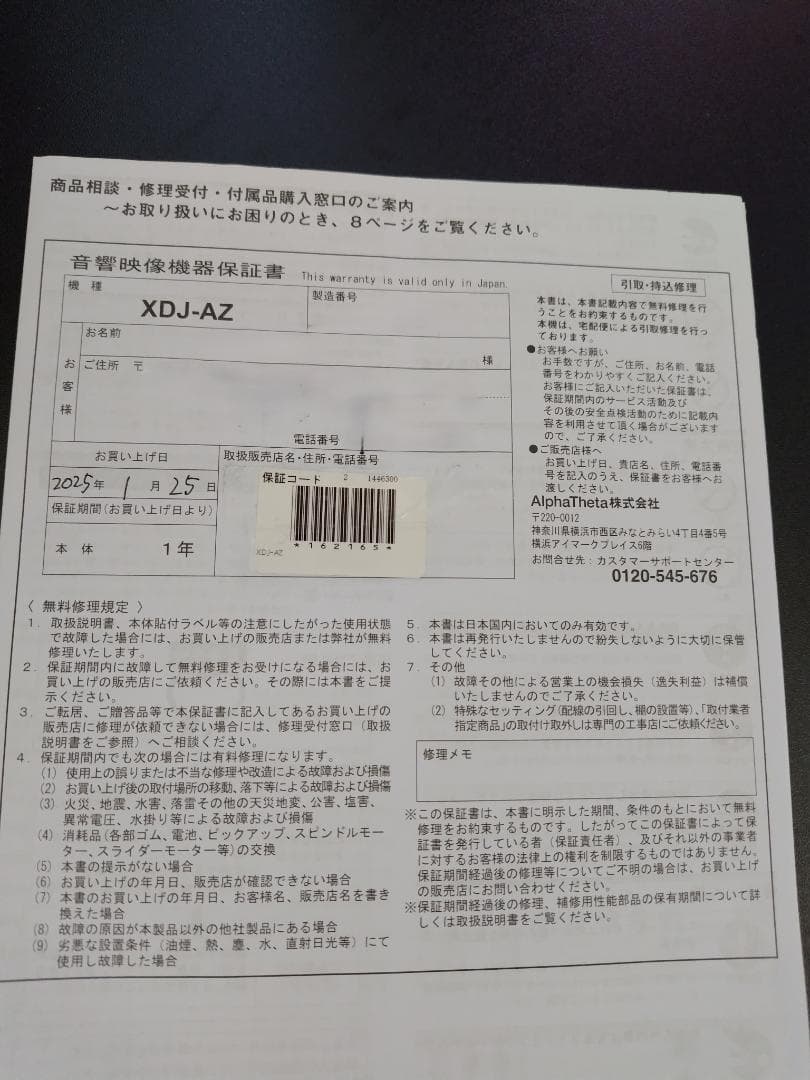 商品相談・修理受付・付属品購入窓口のご案内
～お取り扱いにお困りのとき、8ページをご覧ください。
音響映像機器保証書 This warranty is valid only in Japan.
機種 XDJ-AZ 製造番号
お名前
様
お客様
ご住所 〒
電話番号
お買い上げ日
2025年 1月 25日
保証期間(お買い上げ日より)
本体 1年
取扱販売店名・住所・電話番号
保証コード 2 1446300
*162165*
XDJ-AZ
引取・持込修理
本書は、本書記載内容で無料修理を行
うことをお約束するものです。
本機は、宅配便による引取修理を行っ
ております。
●お客様へお願い
お手数ですが、ご住所、お名前、電話
番号をわかりやすくご記入ください。
お客様にご記入いただいた保証書は、
保証期間内のサービス活動及び
その後の安全点検活動のために記載内
容を利用させて頂く場合がございます
ので、ご了承ください。
●ご販売店様へ
お買い上げ日、貴店名、住所、電話番
号を記入のうえ、保証書をお客様へお
渡しください。
AlphaTheta株式会社
〒220-0012
神奈川県横浜市西区みなとみらい4丁目4番5号
横浜アイマークプレイス6階
お問合せ先：カスタマーサポートセンター
0120-545-676
〈 無料修理規定 〉
1. 取扱説明書、本体貼付ラベル等の注意にしたがった使用状態
で故障した場合には、お買い上げの販売店または弊社が無料
修理いたします。
2. 保証期間内に故障して無料修理をお受けになる場合には、お
買い上げの販売店にご依頼ください。その際には本書をご提
示ください。
3. ご転居、ご贈答品等で本保証書に記入してあるお買い上げの
販売店に修理が依頼できない場合には、修理受付窓口（取扱
説明書をご参照）へご相談ください。
4. 保証期間内でも次の場合には有料修理になります。
(1) 使用上の誤りまたは不当な修理や改造による故障および損傷
(2) お買い上げ後の取付場所の移動、落下等による故障および損傷
(3) 火災、地震、水害、落雷その他の天災地変、公害、塩害、
異常電圧、水掛り等による故障および損傷
(4) 消耗品（各部ゴム、電池、ピックアップ、スピンドルモー
ター、スライダーモーター等）の交換
(5) 本書の提示がない場合
(6) お買い上げの年月日、販売店が確認できない場合
(7) 本書のお買い上げの年月日、お客様名、販売店名を書き
換えた場合
(8) 故障の原因が本製品以外の他社製品にある場合
(9) 劣悪な設置条件（油煙、熱、塵、水、直射日光等）にて
使用し故障した場合
5. 本書は日本国内においてのみ有効です。
6. 本書は再発行いたしませんので紛失しないように大切に保管
してください。
7. その他
(1) 故障その他による営業上の機会損失（逸失利益）は補償
いたしませんのでご了承ください。
(2) 特殊なセッティング（配線の引回し、棚の設置等）、「取付業者
指定商品」の取付け取外しは専門の工事店にご依頼ください。
修理メモ
※この保証書は、本書に明示した期間、条件のもとにおいて無料
修理をお約束するものです。したがってこの保証書によって保
証書を発行している者（保証責任者）、及びそれ以外の事業者
に対するお客様の法律上の権利を制限するものではありません。
保証期間経過後の修理等についてご不明の場合は、お買い上げ
の販売店にお問い合わせください。
※保証期間経過後の修理、補修用性能部品の保有期間について詳
しくは取扱説明書をご覧ください。